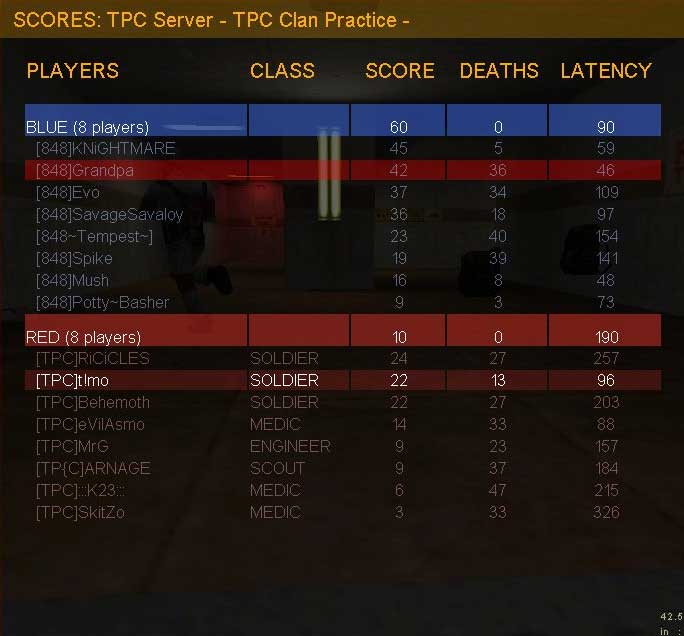 SCORES: TPC Server - TPC Clan Practice -
PLAYERS CLASS SCORE DEATHS LATENCY
BLUE (8 players) 60 0 90
[848]KNiGHTMARE 45 5 59
[848]Grandpa 42 36 46
[848]Evo 37 34 109
[848]SavageSavaloy 36 18 97
[848~Tempest~] 23 40 154
[848]Spike 19 39 141
[848]Mush 16 8 48
[848]Potty~Basher 9 3 73
RED (8 players) 10 0 190
[TPC]RiCiCLES SOLDIER 24 27 257
[TPC]t!mo SOLDIER 22 13 96
[TPC]Behemoth SOLDIER 22 27 203
[TPC]eVilAsmo MEDIC 14 33 88
[TPC]MrG ENGINEER 9 23 157
[TP{C]ARNAGE SCOUT 9 37 184
[TPC]:::K23::: MEDIC 6 47 215
[TPC]SkitZo MEDIC 3 33 326
42.5
in :